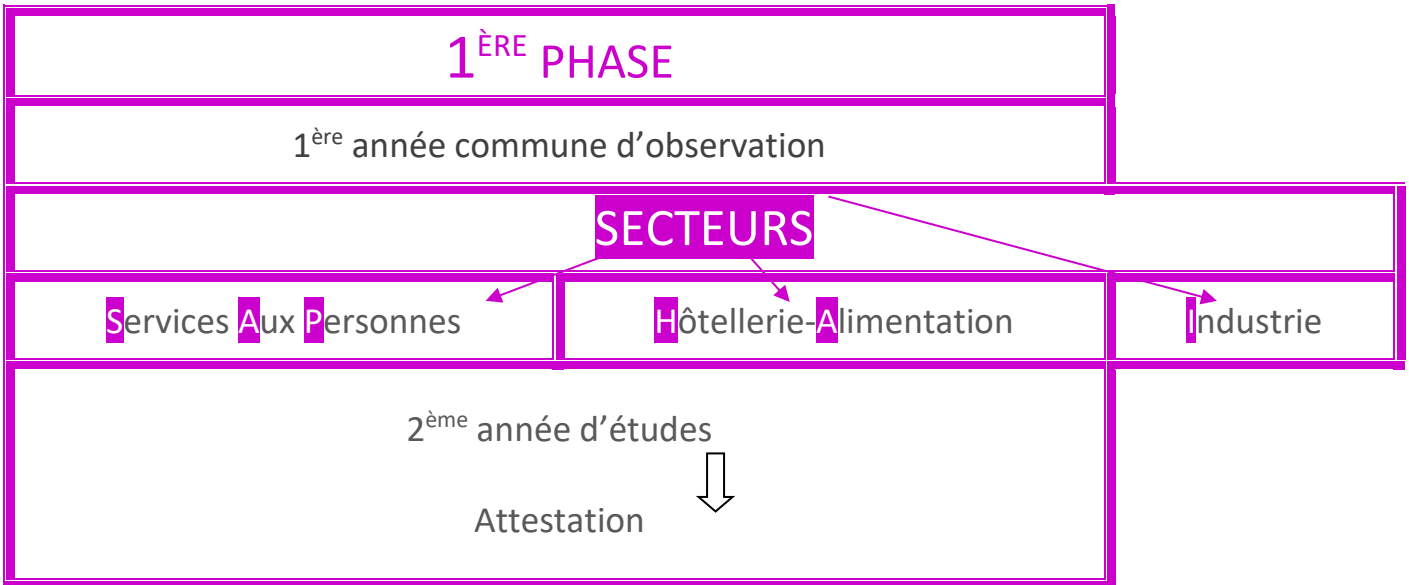 1ÈRE PHASE
1ère année commune d’observation
SECTEURS
Services Aux Personnes
Hôtellerie-Alimentation
Industrie
2ème année d’études
Attestation